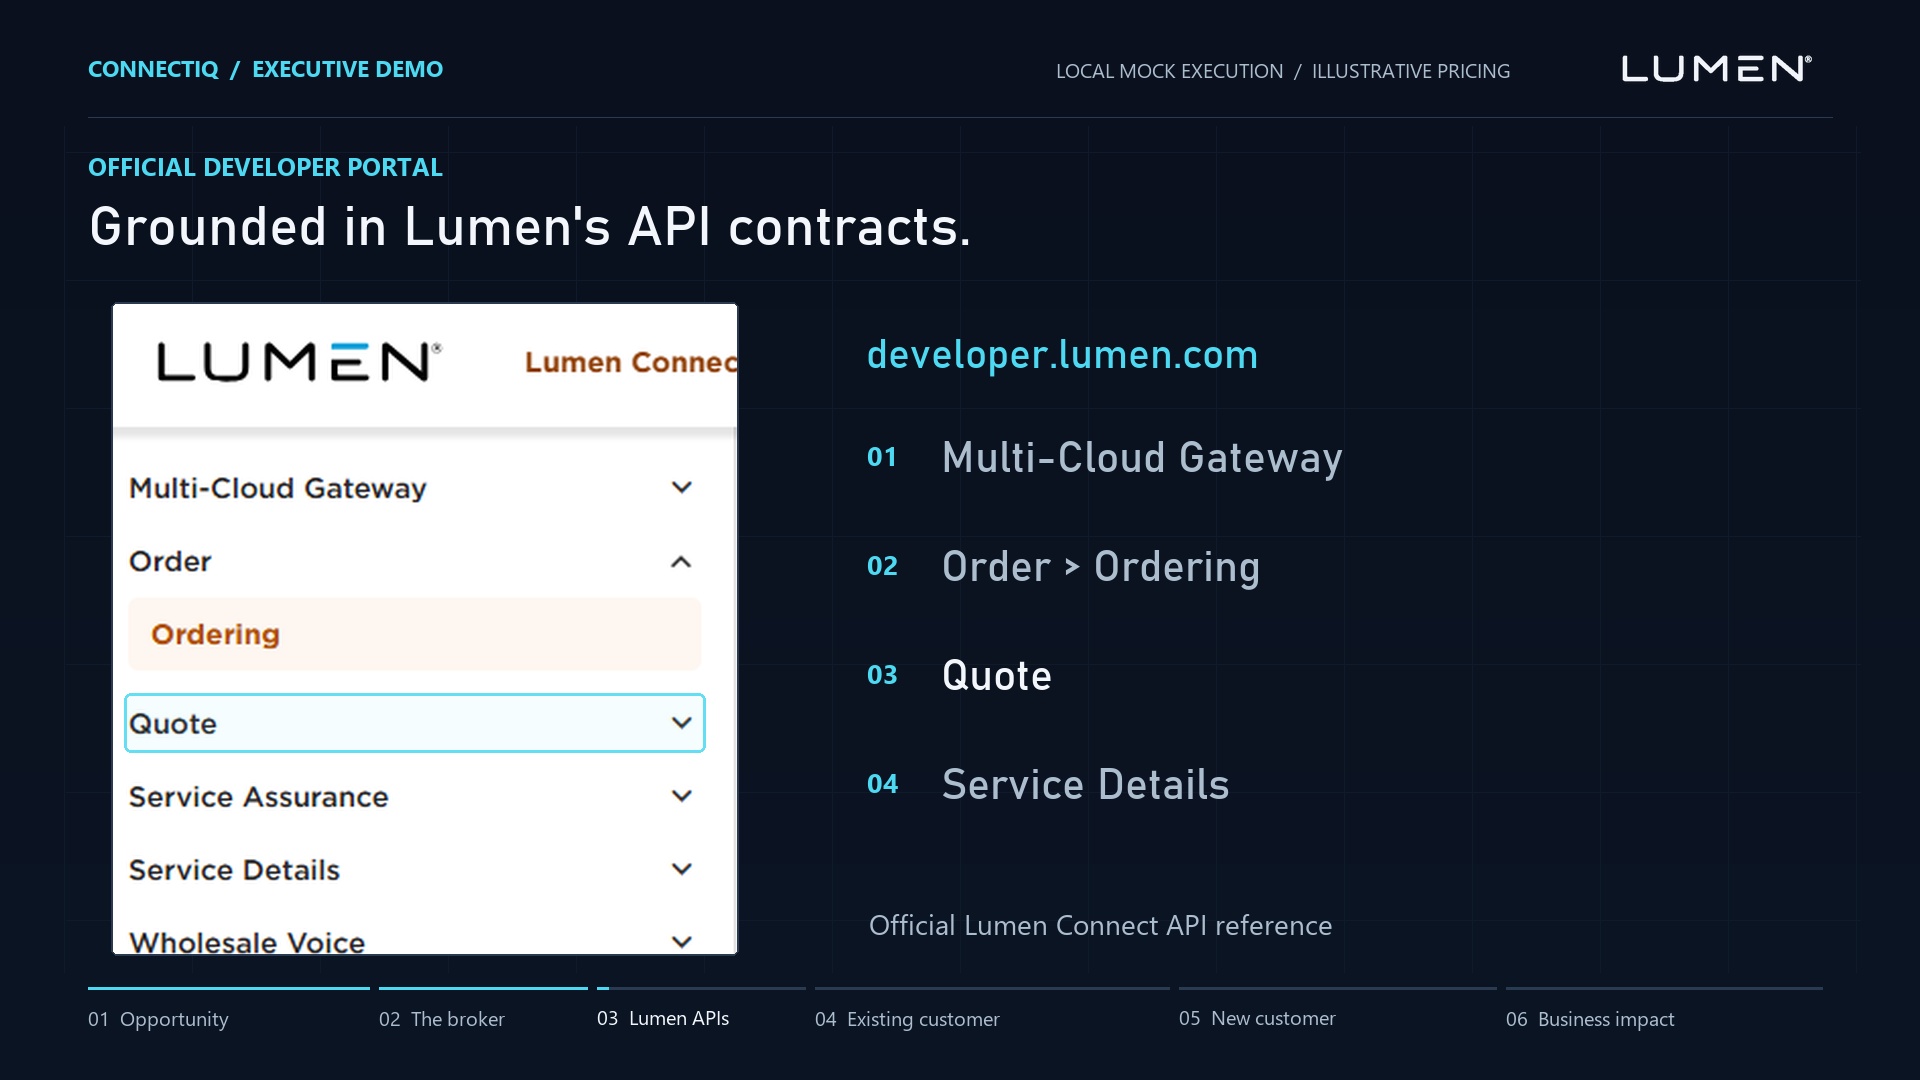 CONNECTIQ / EXECUTIVE DEMO
LOCAL MOCK EXECUTION / ILLUSTRATIVE PRICING
LUMEN®
OFFICIAL DEVELOPER PORTAL
Grounded in Lumen's API contracts.
LUMEN®
Lumen Connec
Multi-Cloud Gateway
Order
Ordering
Quote
Service Assurance
Service Details
Wholesale Voice
developer.lumen.com
01 Multi-Cloud Gateway
02 Order > Ordering
03 Quote
04 Service Details
Official Lumen Connect API reference
01 Opportunity
02 The broker
03 Lumen APIs
04 Existing customer
05 New customer
06 Business impact